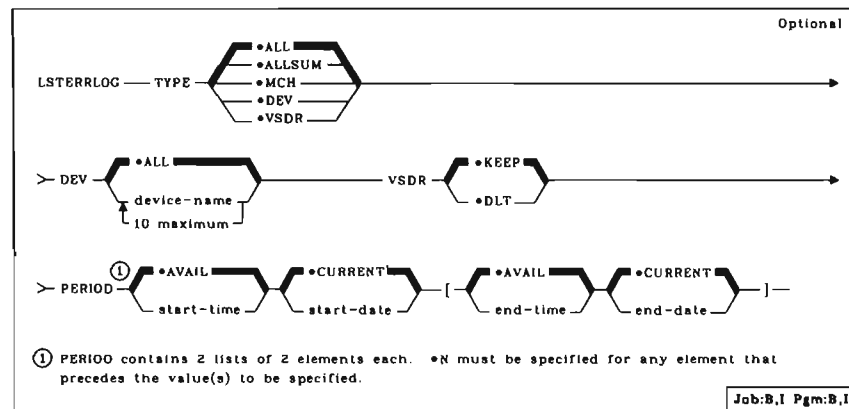 Optional
•ALL
•ALLSUM
LSTERRLOG TYPE •MCH
•DEV
•VSDR
•ALL •KEEP
DEV device-name VSDR •DLT
10 maximum
① •AVAIL •CURRENT •AVAIL •CURRENT
PERIOD [ ]
start-time start-date end-time end-date
① PERIOO contains 2 lists of 2 elements each. •N must be specified for any element that
precedes the value(s) to be specified.
Job:B,I Pgm:B,I